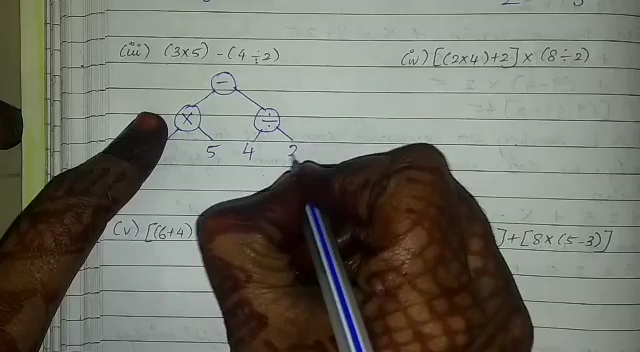 (iii) (3×5) - (4÷2)
(iv) [(2×4)+2] × (8÷2)
-
× ÷
5 4 2
(v) [(6+4)
]+[8×(5-3)]